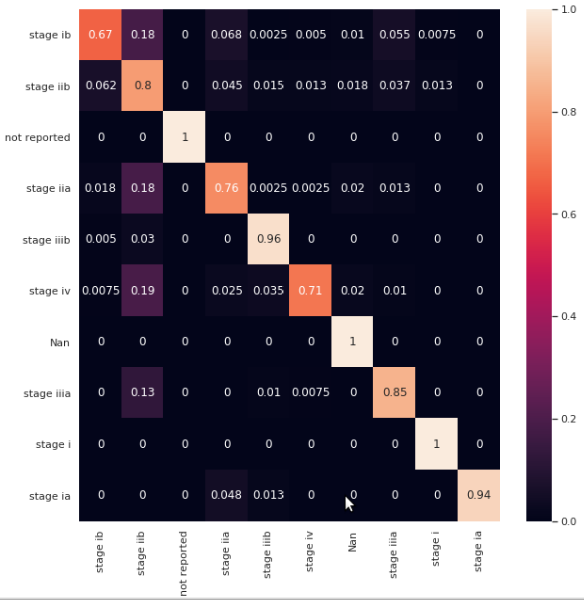 stage ib 0.67 0.18 0 0.068 0.0025 0.005 0.01 0.055 0.0075 0
stage iib 0.062 0.8 0 0.045 0.015 0.013 0.018 0.037 0.013 0
not reported 0 0 1 0 0 0 0 0 0 0
stage iia 0.018 0.18 0 0.76 0.0025 0.0025 0.02 0.013 0 0
stage iiib 0.005 0.03 0 0 0.96 0 0 0 0 0
stage iv 0.0075 0.19 0 0.025 0.035 0.71 0.02 0.01 0 0
Nan 0 0 0 0 0 0 1 0 0 0
stage iiia 0 0.13 0 0 0.01 0.0075 0 0.85 0 0
stage i 0 0 0 0 0 0 0 0 1 0
stage ia 0 0 0 0.048 0.013 0 0 0 0 0.94
stage ib stage iib not reported stage iia stage iiib stage iv Nan stage iiia stage i stage ia
1.0
0.8
0.6
0.4
0.2
0.0